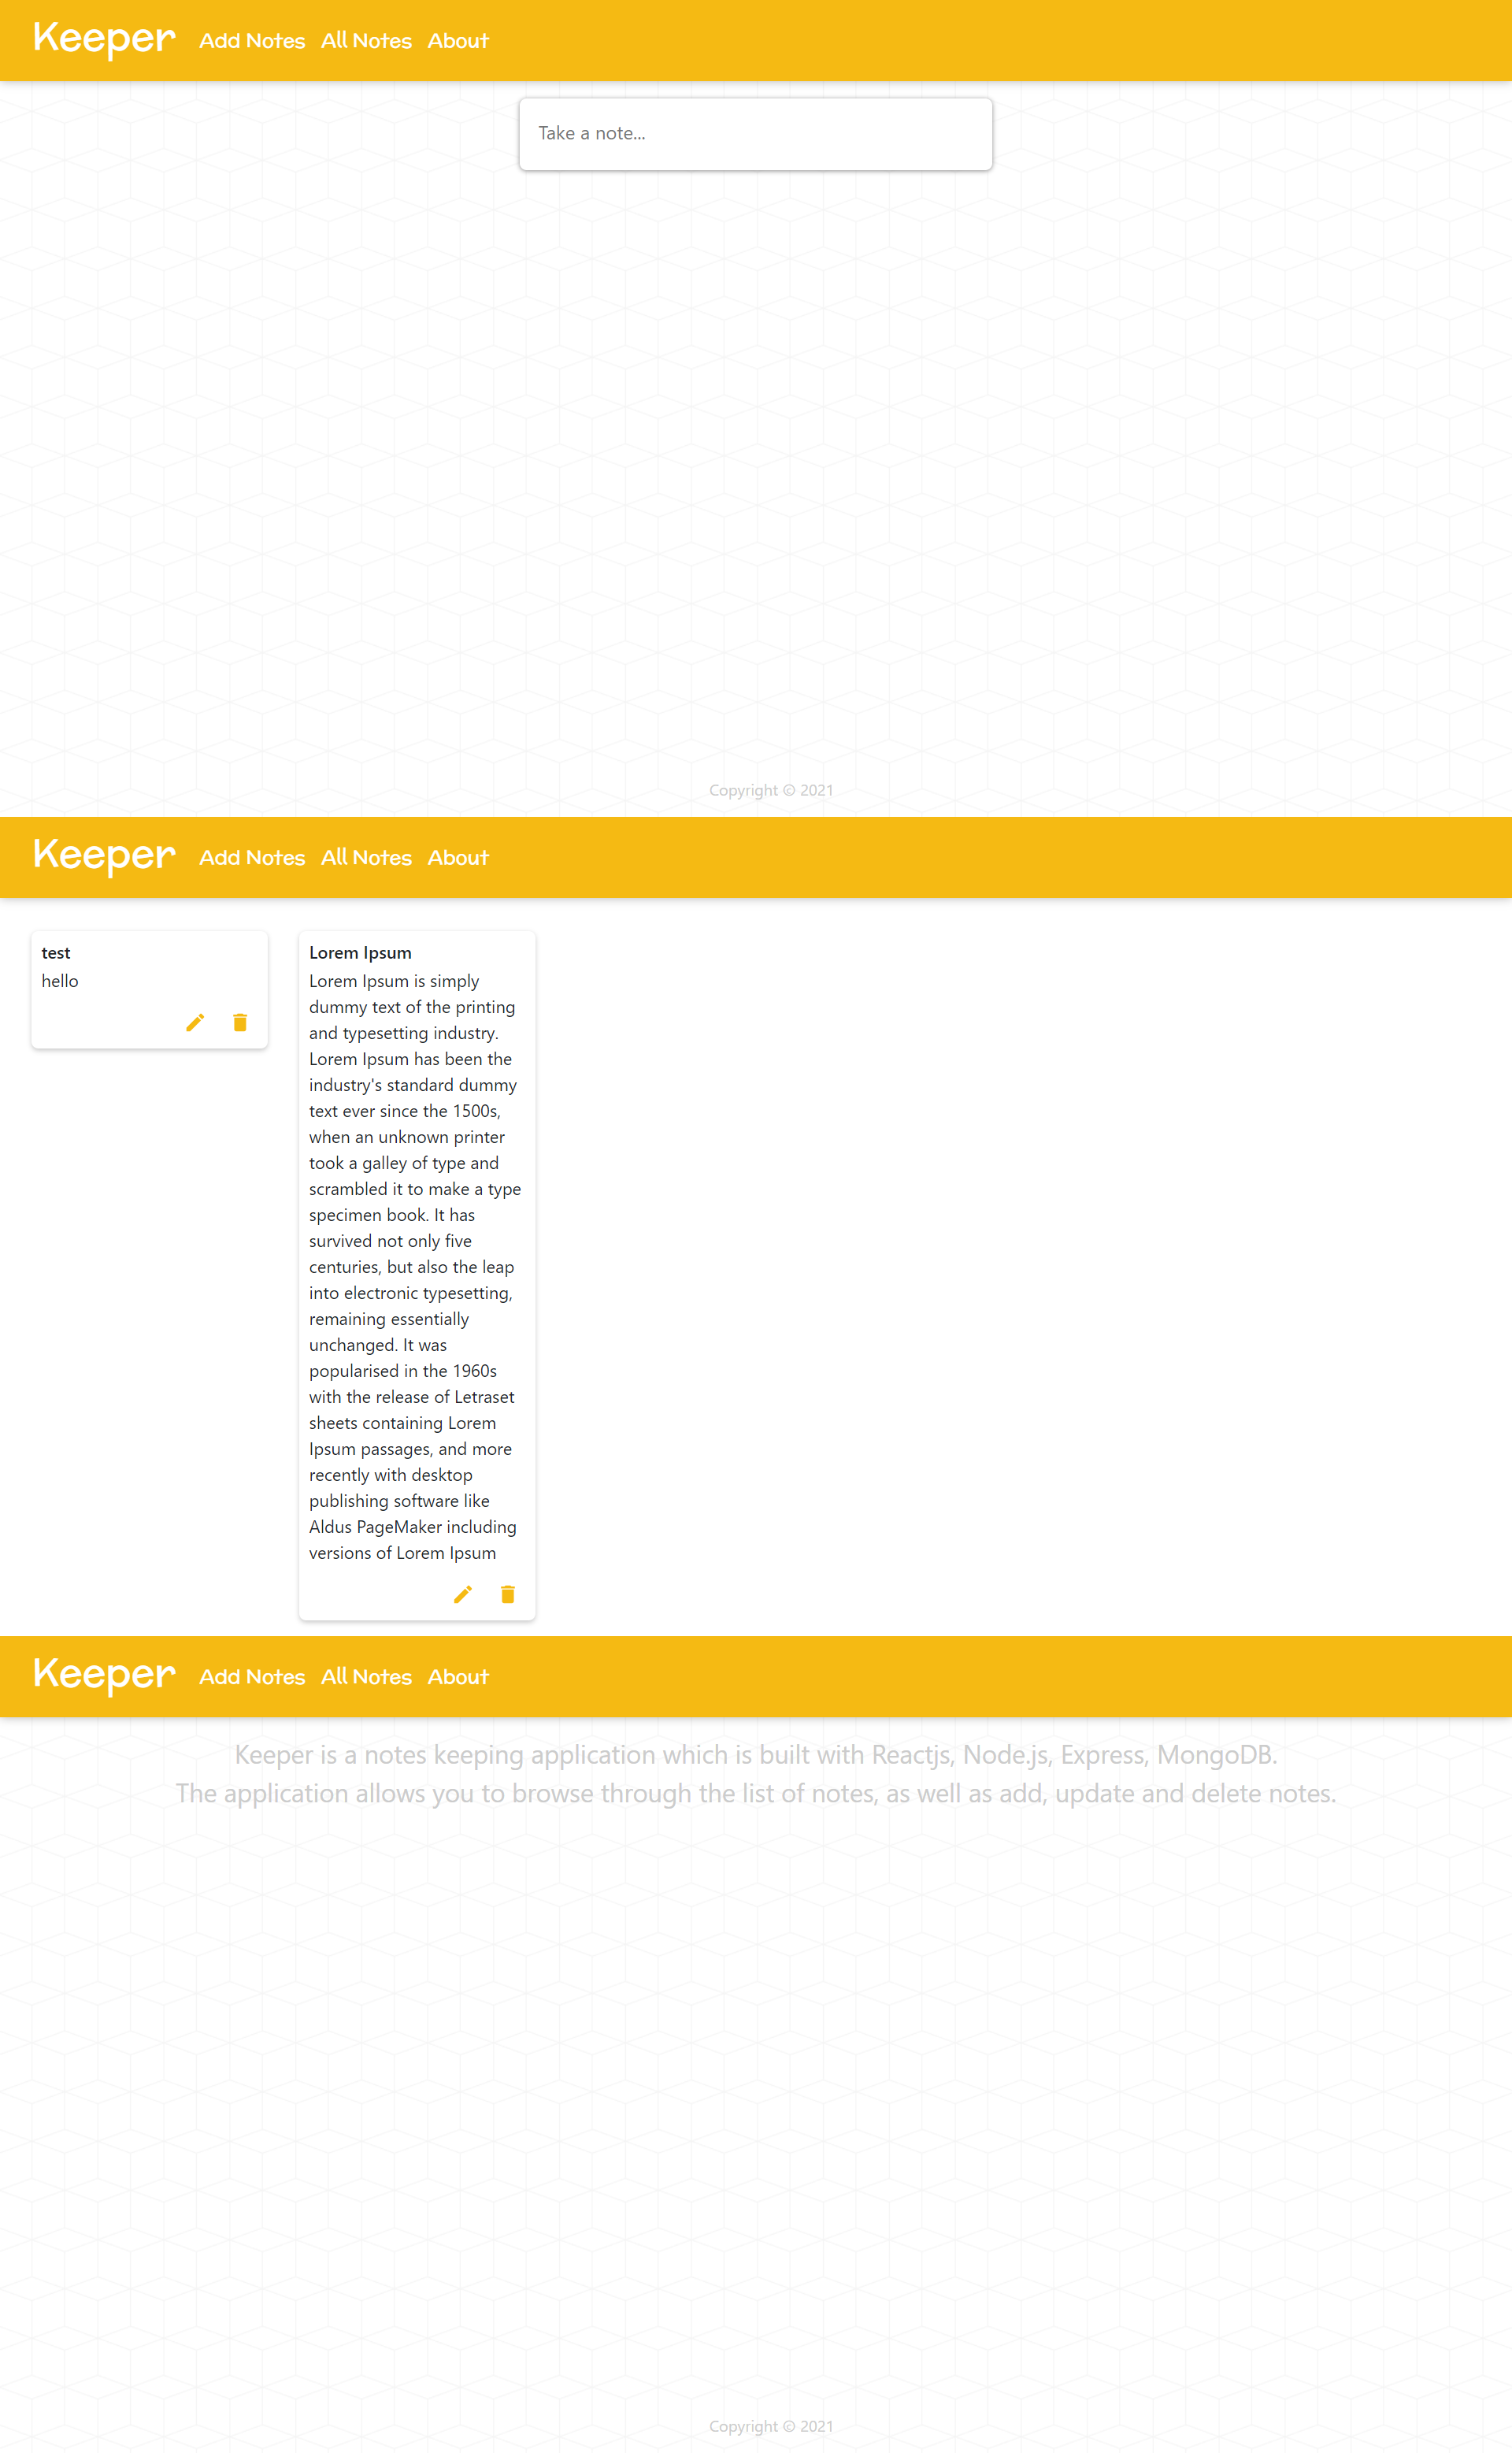 Keeper Add Notes All Notes About
Take a note...
Copyright © 2021
Keeper Add Notes All Notes About
test
hello
Lorem Ipsum
Lorem Ipsum is simply
dummy text of the printing
and typesetting industry.
Lorem Ipsum has been the
industry's standard dummy
text ever since the 1500s,
when an unknown printer
took a galley of type and
scrambled it to make a type
specimen book. It has
survived not only five
centuries, but also the leap
into electronic typesetting,
remaining essentially
unchanged. It was
popularised in the 1960s
with the release of Letraset
sheets containing Lorem
Ipsum passages, and more
recently with desktop
publishing software like
Aldus PageMaker including
versions of Lorem Ipsum
Keeper Add Notes All Notes About
Keeper is a notes keeping application which is built with Reactjs, Node.js, Express, MongoDB.
The application allows you to browse through the list of notes, as well as add, update and delete notes.
Copyright © 2021